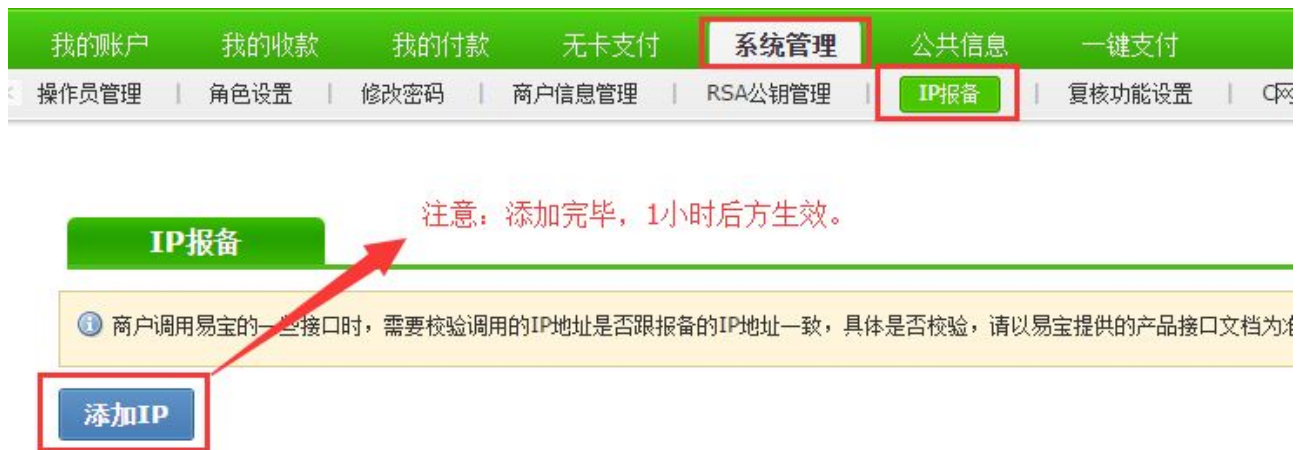 我的账户 我的收款 我的付款 无卡支付 系统管理 公共信息 一键支付
操作员管理 | 角色设置 | 修改密码 | 商户信息管理 | RSA公钥管理 | IP报备 | 复核功能设置 | C网
注意：添加完毕，1小时后方生效。
IP报备
商户调用易宝的一些接口时，需要校验调用的IP地址是否跟报备的IP地址一致，具体是否校验，请以易宝提供的产品接口文档为准
添加IP